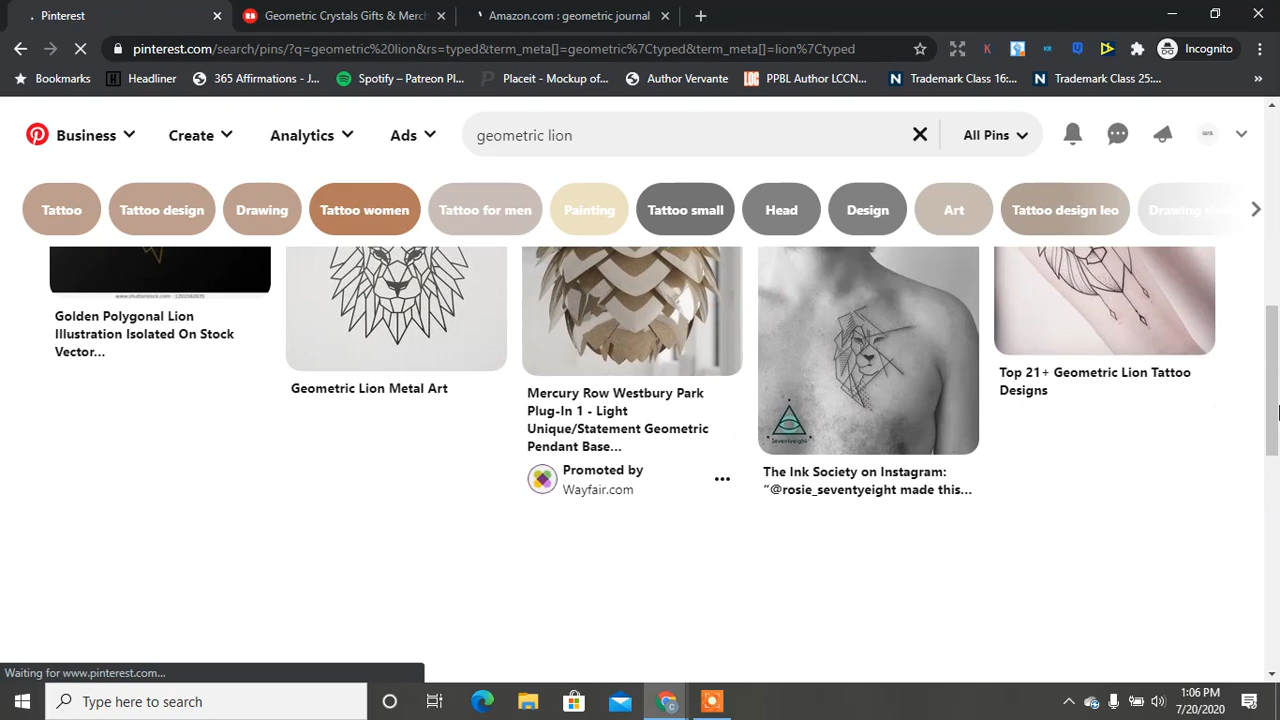 Pinterest
Geometric Crystals Gifts & Merch
Amazon.com : geometric journal
pinterest.com/search/pins/?q=geometric%20lion&rs=typed&term_meta[]=geometric%7Ctyped&term_meta[]=lion%7Ctyped
Incognito
Bookmarks
Headliner
365 Affirmations - J...
Spotify – Patreon Pl...
Placeit - Mockup of...
Author Vervante
PPBL Author LCCN...
Trademark Class 16:...
Trademark Class 25:...
Business
Create
Analytics
Ads
geometric lion
All Pins
Tattoo
Tattoo design
Drawing
Tattoo women
Tattoo for men
Painting
Tattoo small
Head
Design
Art
Tattoo design leo
Golden Polygonal Lion
Illustration Isolated On Stock
Vector...
Geometric Lion Metal Art
Mercury Row Westbury Park
Plug-In 1 - Light
Unique/Statement Geometric
Pendant Base...
Promoted by
Wayfair.com
Seventyeight
The Ink Society on Instagram:
“@rosie_seventyeight made this...
Top 21+ Geometric Lion Tattoo
Designs
Waiting for www.pinterest.com...
Type here to search
1:06 PM
7/20/2020